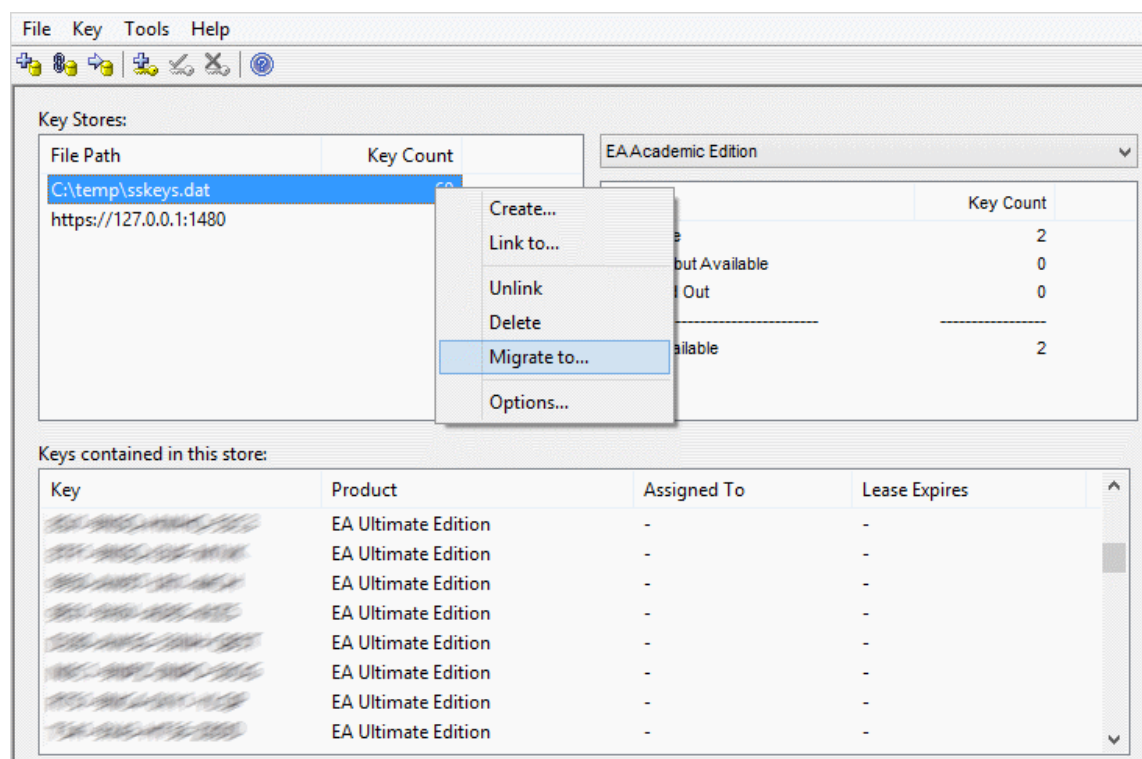 File Key Tools Help
Key Stores:
File Path Key Count
EA Academic Edition
C:\temp\sskeys.dat
https://127.0.0.1:1480
Key Count
2
but Available 0
Out 0
---------------------- -----------------
ailable 2
Create...
Link to...
Unlink
Delete
Migrate to...
Options...
Keys contained in this store:
Key Product Assigned To Lease Expires
EA Ultimate Edition - -
EA Ultimate Edition - -
EA Ultimate Edition - -
EA Ultimate Edition - -
EA Ultimate Edition - -
EA Ultimate Edition - -
EA Ultimate Edition - -
EA Ultimate Edition - -